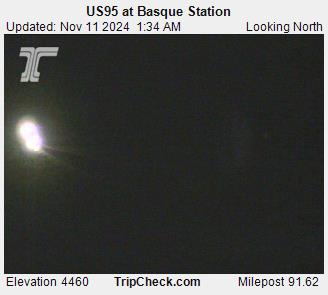 US95 at Basque Station
Updated: Nov 11 2024 1:34 AM Looking North
Elevation 4460 TripCheck.com Milepost 91.62